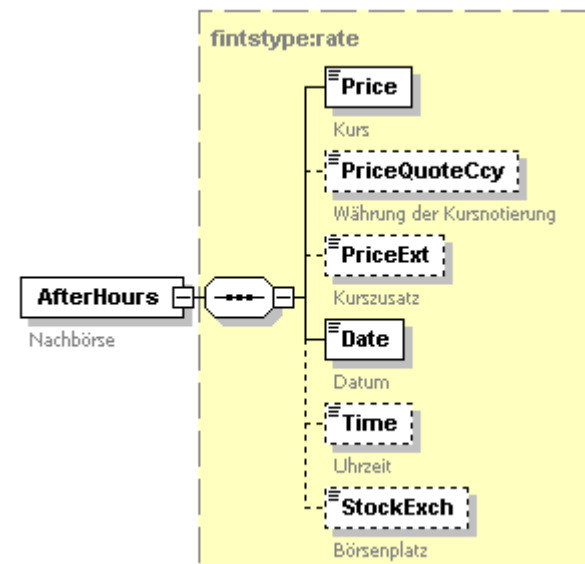 fintstype:rate
Price
Kurs
PriceQuoteCcy
Währung der Kursnotierung
PriceExt
Kurszusatz
AfterHours
Nachbörse
Date
Datum
Time
Uhrzeit
StockExch
Börsenplatz